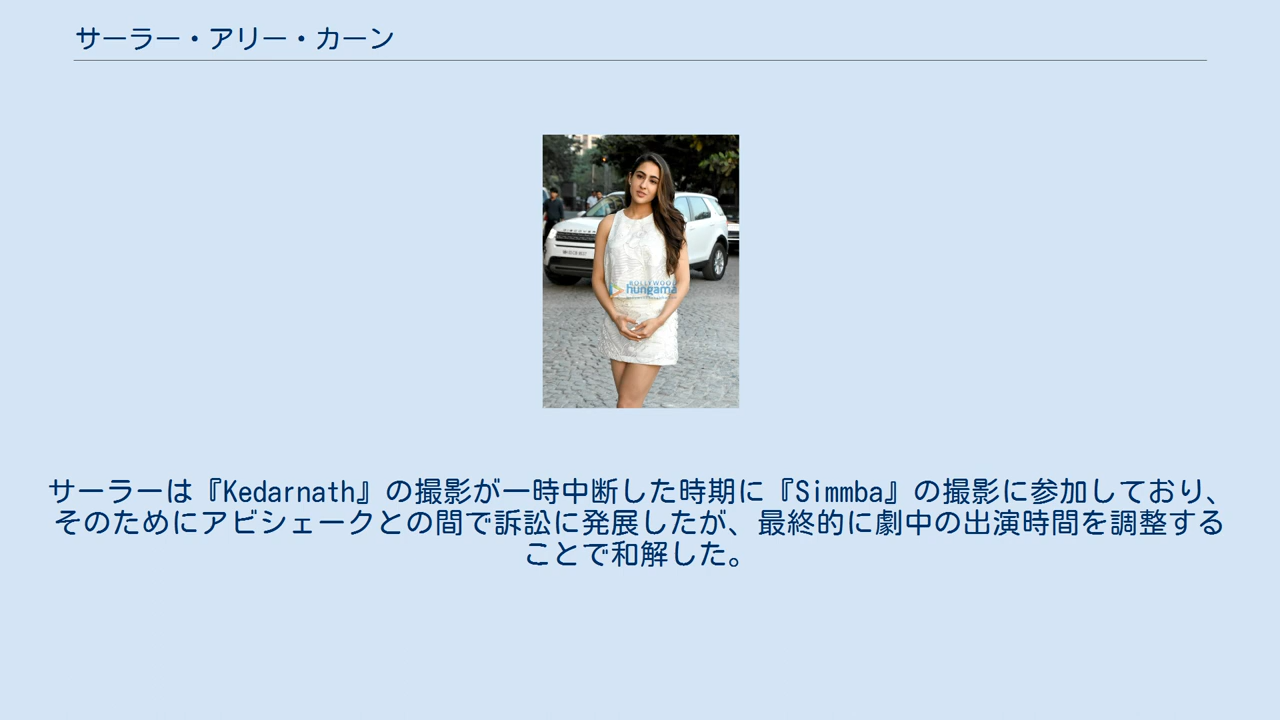 サーラー・アリー・カーン
BOLLYWOOD
hungama
サーラーは『Kedarnath』の撮影が一時中断した時期に『Simmba』の撮影に参加しており、
そのためにアビシェークとの間で訴訟に発展したが、最終的に劇中の出演時間を調整する
ことで和解した。